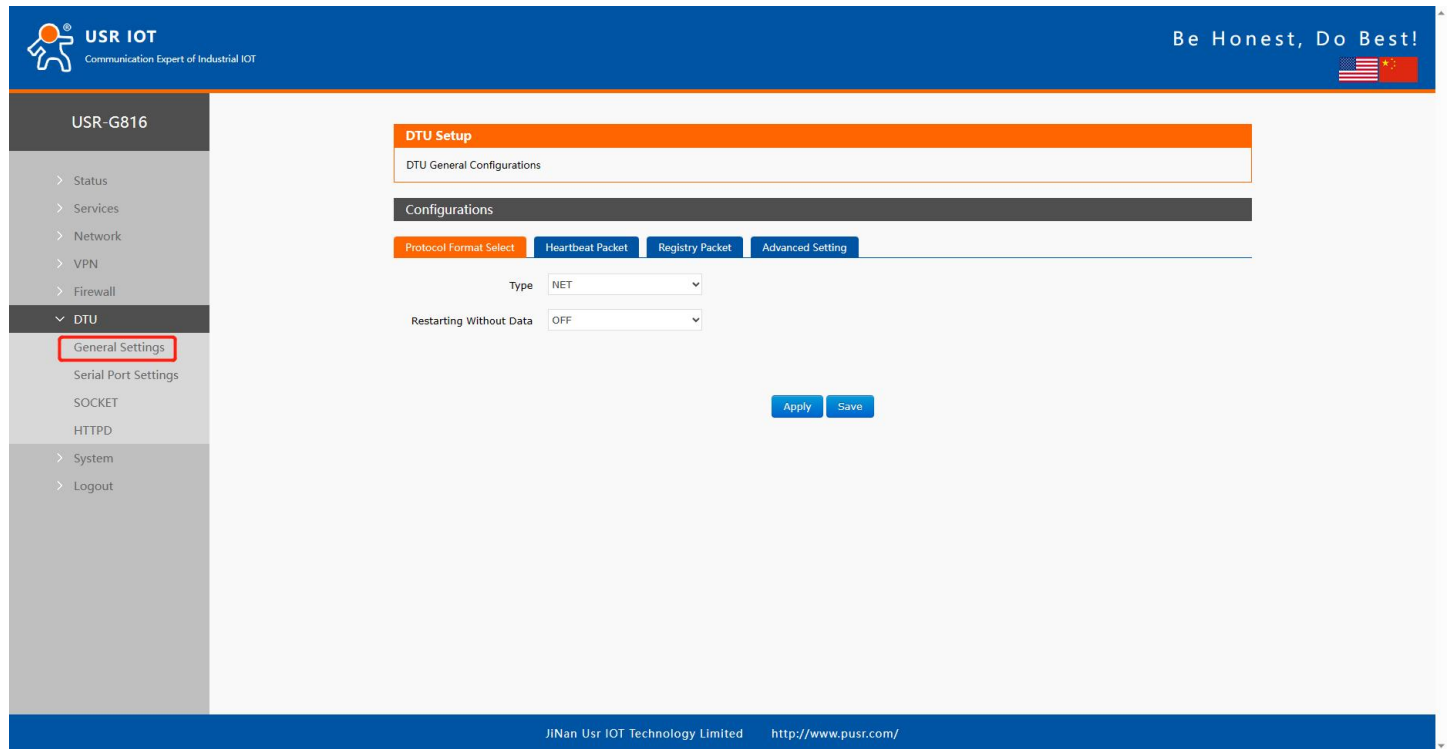 USR IOT
Communication Expert of Industrial IOT
Be Honest, Do Best!
USR-G816
Status
Services
Network
VPN
Firewall
DTU
General Settings
Serial Port Settings
SOCKET
HTTPD
System
Logout
DTU Setup
DTU General Configurations
Configurations
Protocol Format Select Heartbeat Packet Registry Packet Advanced Setting
Type NET
Restarting Without Data OFF
Apply Save
JiNan Usr IOT Technology Limited http://www.pusr.com/